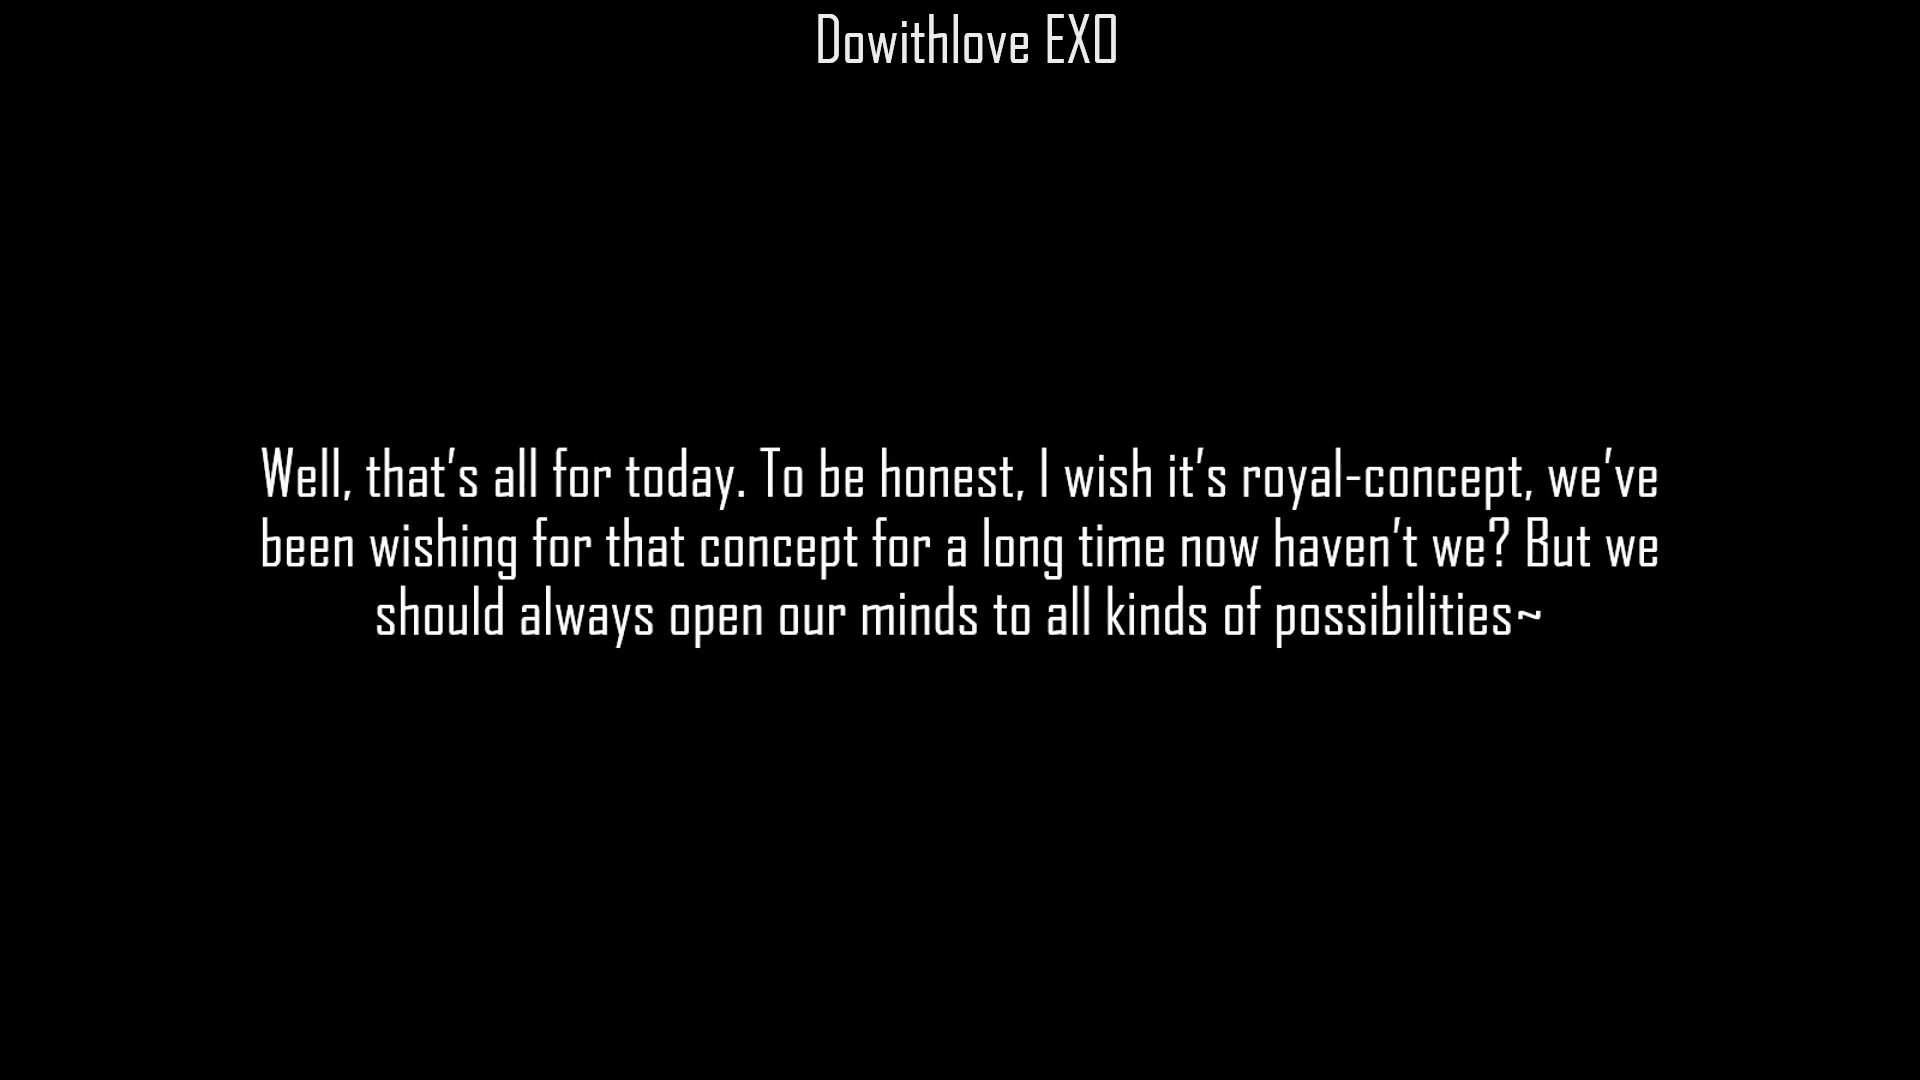 Dowithlove EXO
Well, that's all for today. To be honest, I wish it's royal-concept, we've
been wishing for that concept for a long time now haven't we? But we
should always open our minds to all kinds of possibilities~